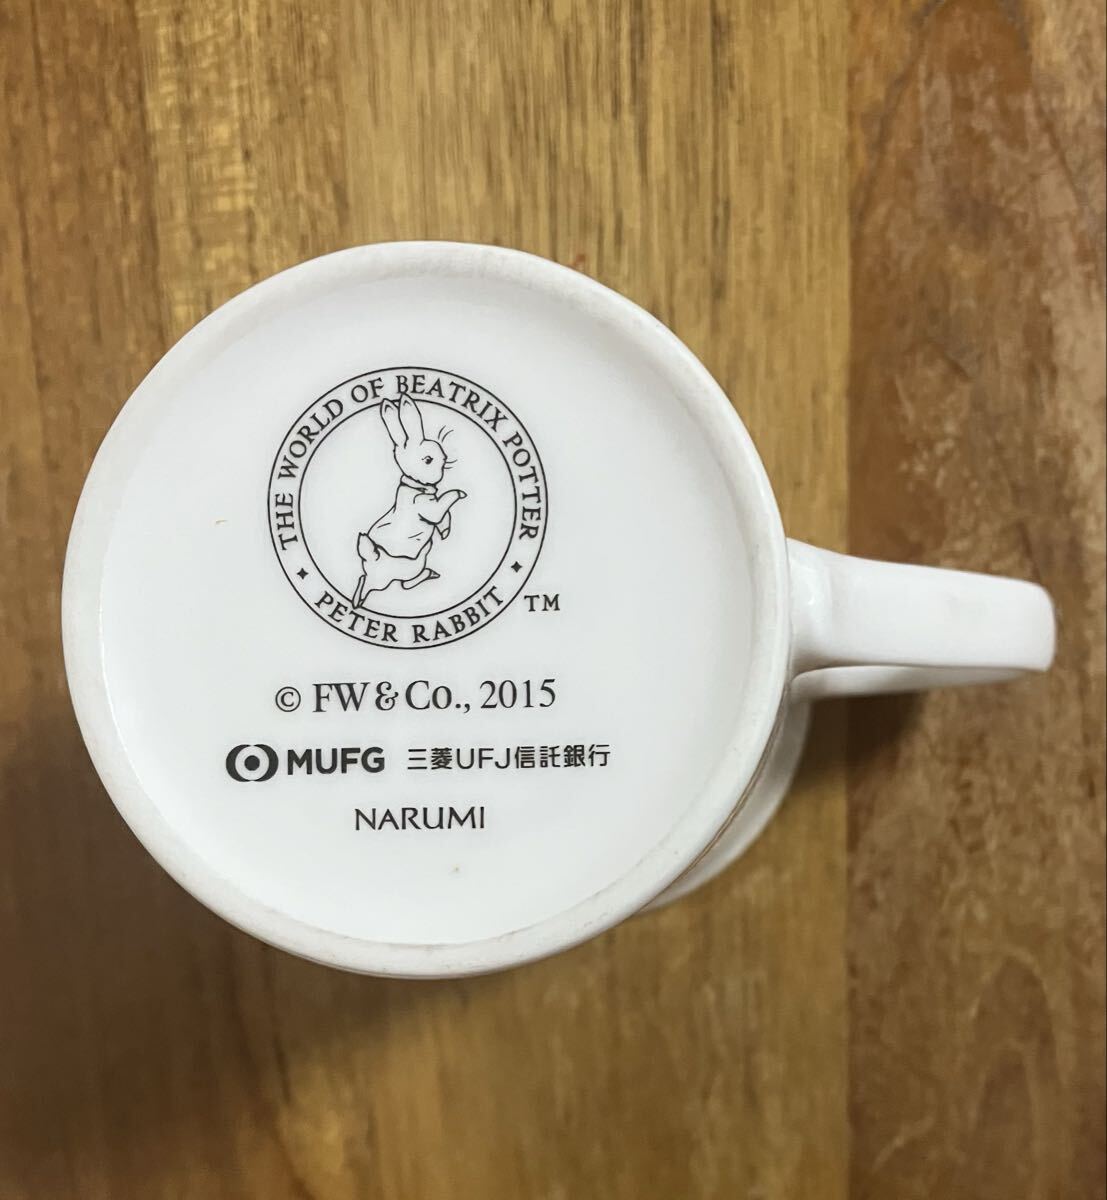 THE WORLD OF BEATRIX POTTER
PETER RABBIT TM
© FW & Co., 2015
MUFG 三菱UFJ信託銀行
NARUMI